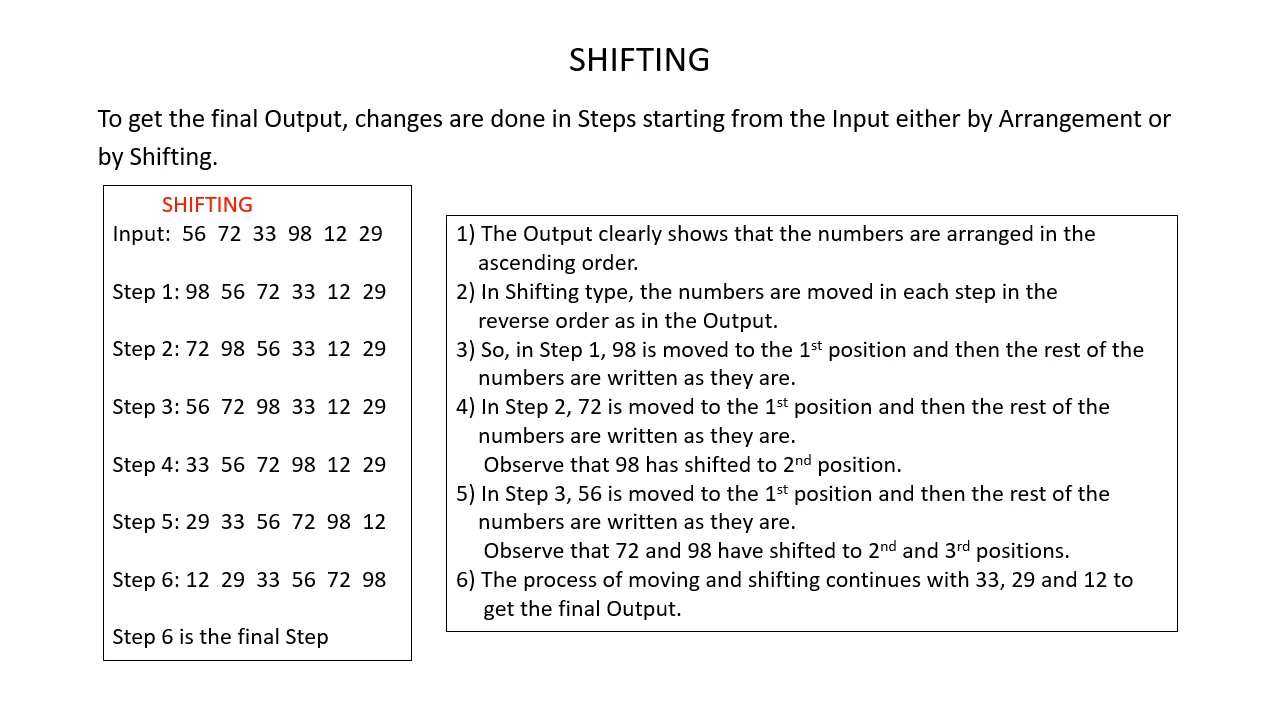 SHIFTING
To get the final Output, changes are done in Steps starting from the Input either by Arrangement or
by Shifting.
SHIFTING
Input: 56 72 33 98 12 29
Step 1: 98 56 72 33 12 29
Step 2: 72 98 56 33 12 29
Step 3: 56 72 98 33 12 29
Step 4: 33 56 72 98 12 29
Step 5: 29 33 56 72 98 12
Step 6: 12 29 33 56 72 98
Step 6 is the final Step
1) The Output clearly shows that the numbers are arranged in the
ascending order.
2) In Shifting type, the numbers are moved in each step in the
reverse order as in the Output.
3) So, in Step 1, 98 is moved to the 1st position and then the rest of the
numbers are written as they are.
4) In Step 2, 72 is moved to the 1st position and then the rest of the
numbers are written as they are.
Observe that 98 has shifted to 2nd position.
5) In Step 3, 56 is moved to the 1st position and then the rest of the
numbers are written as they are.
Observe that 72 and 98 have shifted to 2nd and 3rd positions.
6) The process of moving and shifting continues with 33, 29 and 12 to
get the final Output.